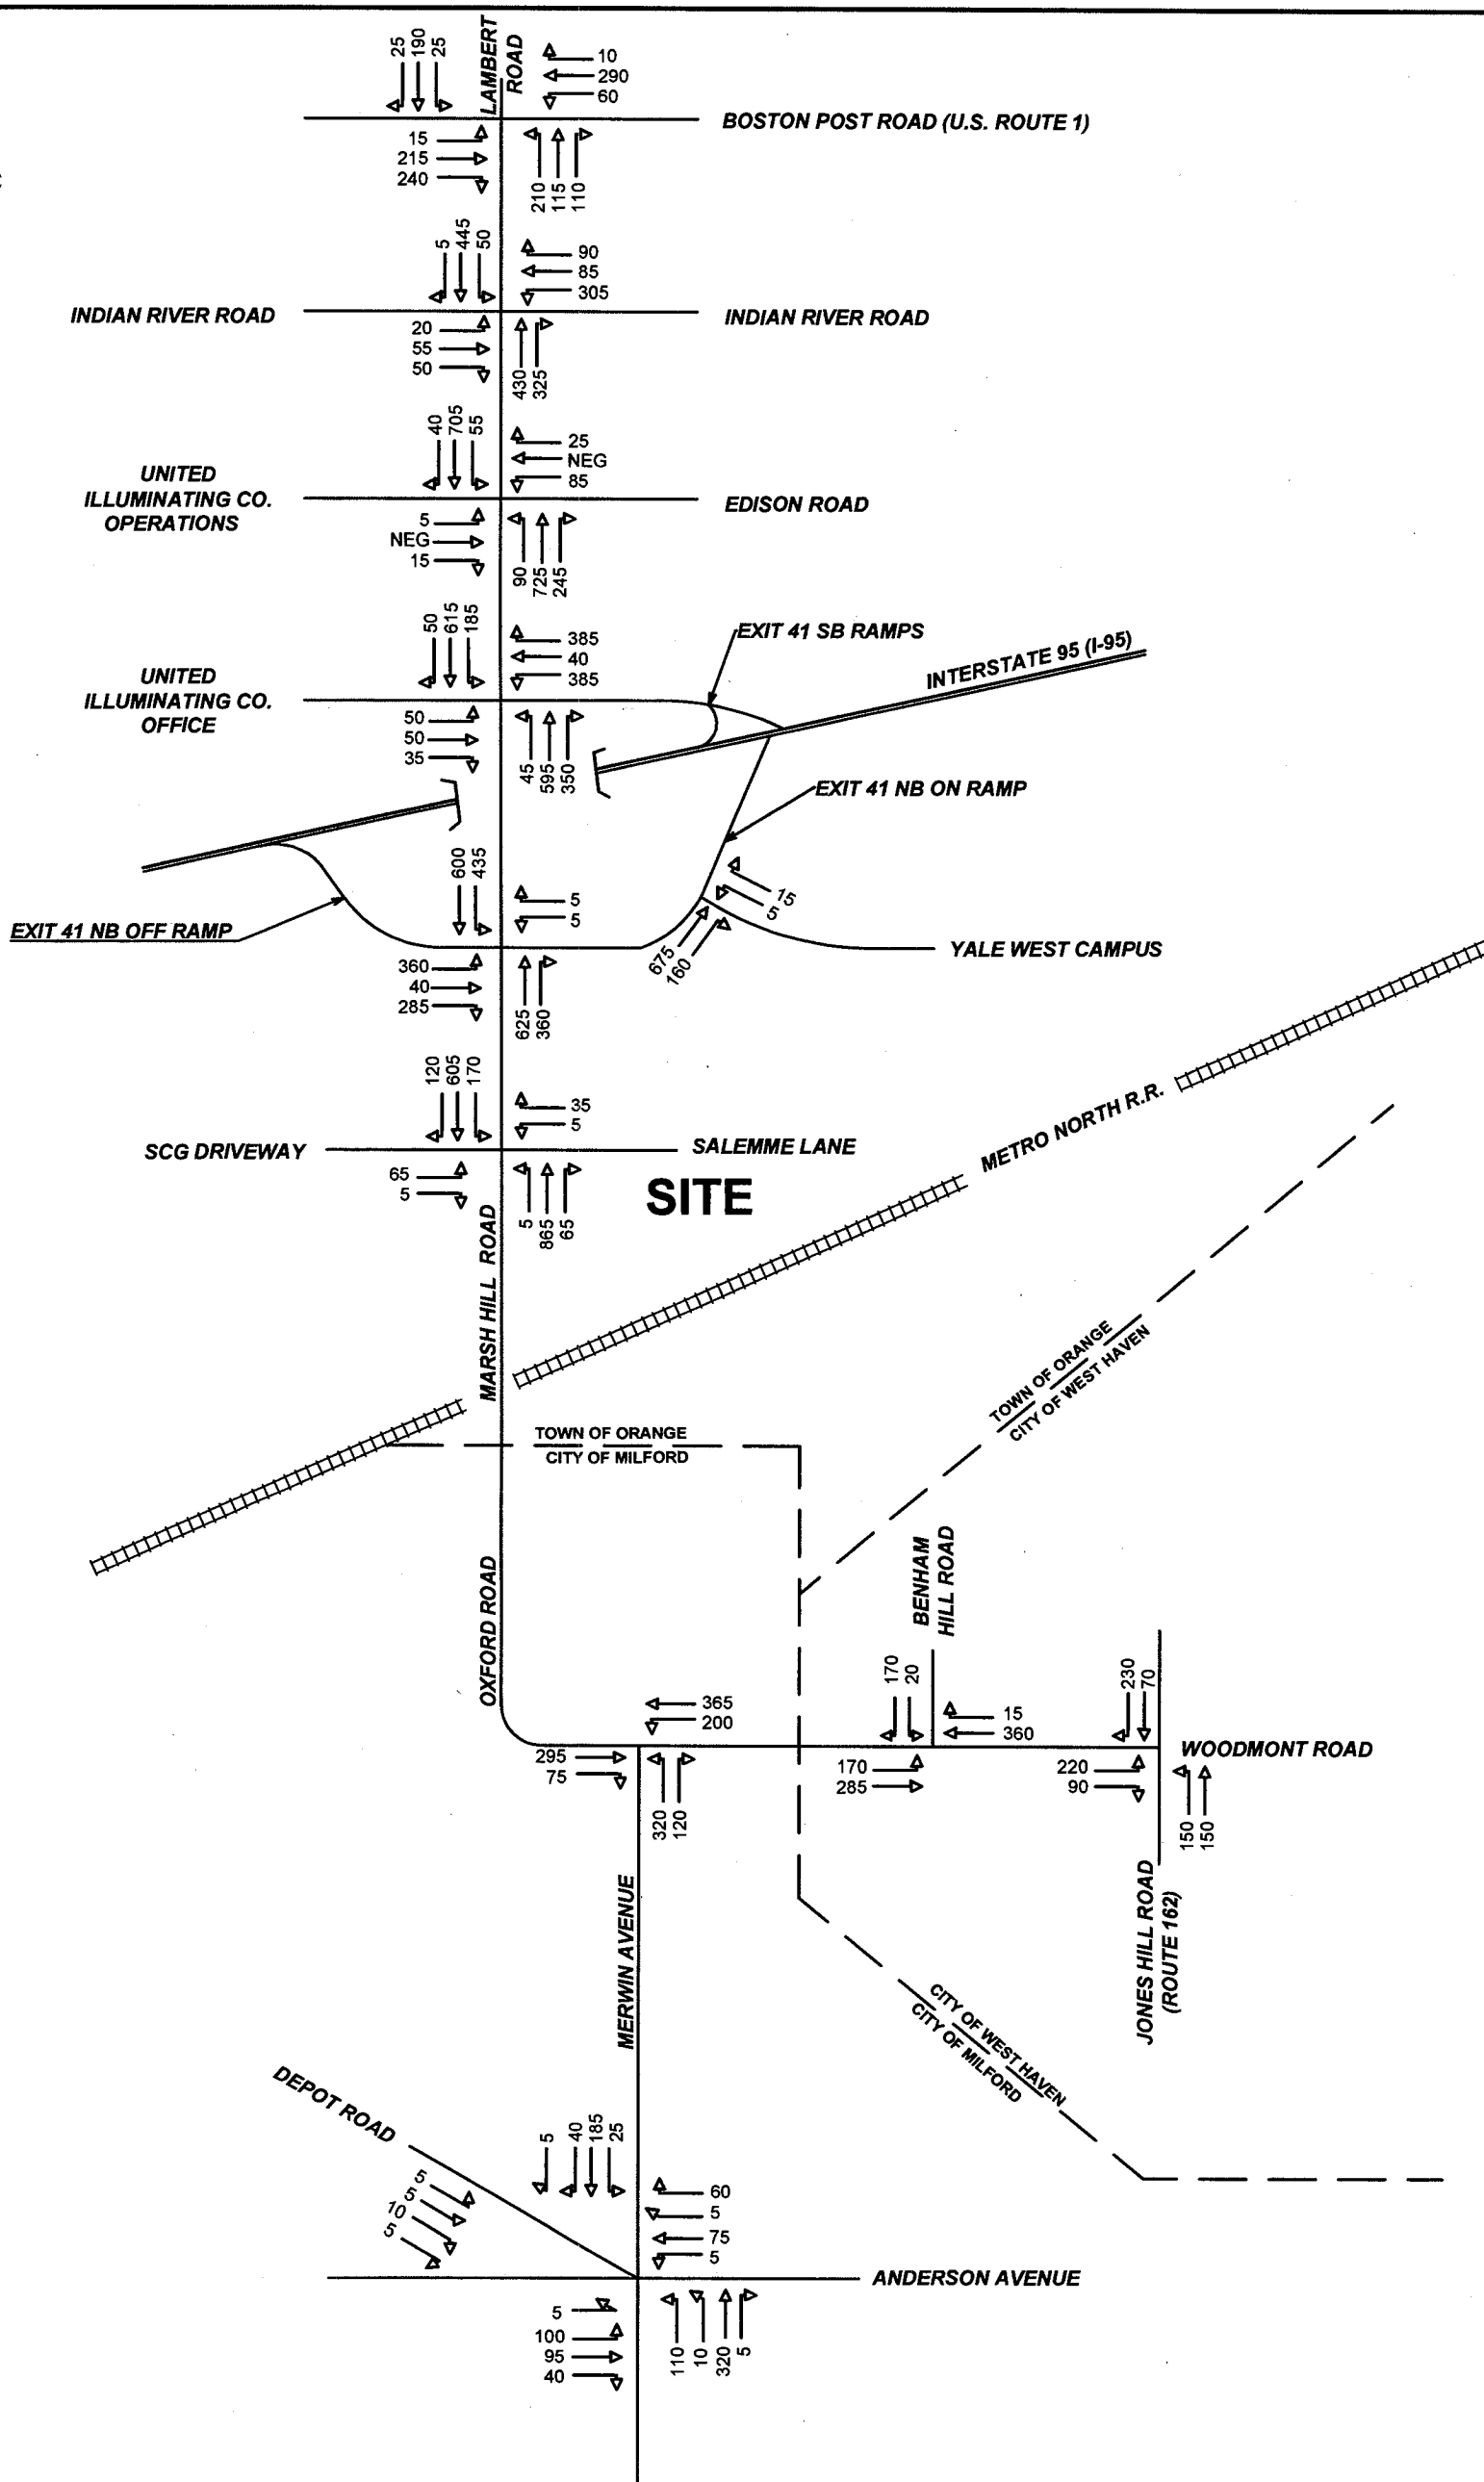 LAMBERT
ROAD
25
190
25
10
290
60
BOSTON POST ROAD (U.S. ROUTE 1)
15
215
240
210
115
110
5
445
50
90
85
305
INDIAN RIVER ROAD
INDIAN RIVER ROAD
20
55
50
430
325
40
705
55
25
NEG
85
UNITED
ILLUMINATING CO.
OPERATIONS
EDISON ROAD
5
NEG
15
90
725
245
50
615
185
385
40
385
EXIT 41 SB RAMPS
INTERSTATE 95 (I-95)
UNITED
ILLUMINATING CO.
OFFICE
50
50
35
45
595
350
EXIT 41 NB ON RAMP
600
435
5
5
15
5
EXIT 41 NB OFF RAMP
675
160
YALE WEST CAMPUS
360
40
285
625
360
120
605
170
35
5
SCG DRIVEWAY
SALEMME LANE
65
5
5
865
65
SITE
METRO NORTH R.R.
MARSH HILL ROAD
TOWN OF ORANGE
CITY OF WEST HAVEN
TOWN OF ORANGE
CITY OF MILFORD
OXFORD ROAD
BENHAM
HILL ROAD
365
200
170
20
15
360
230
70
WOODMONT ROAD
295
75
320
120
170
285
220
90
150
150
JONES HILL ROAD
(ROUTE 162)
MERWIN AVENUE
CITY OF WEST HAVEN
CITY OF MILFORD
DEPOT ROAD
5
40
185
25
5
5
10
5
60
5
75
5
ANDERSON AVENUE
5
100
95
40
110
10
320
5